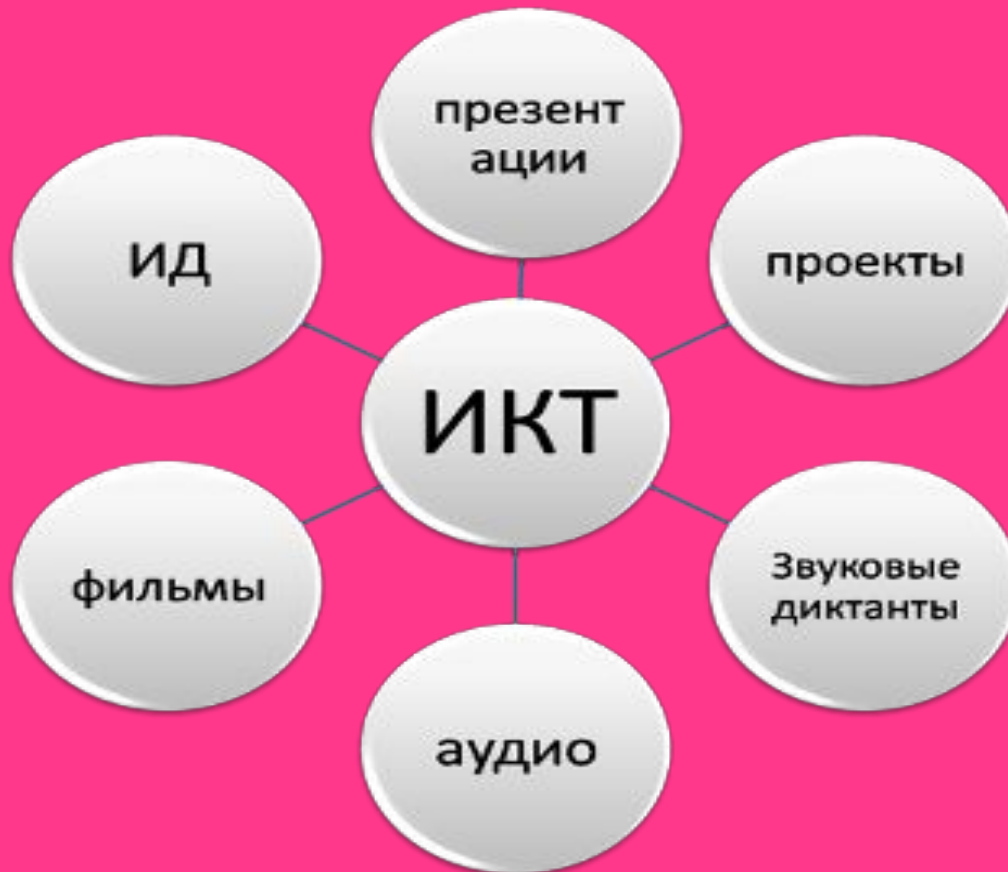 презент
ации
ИД
проекты
ИКТ
фильмы
Звуковые
диктанты
аудио